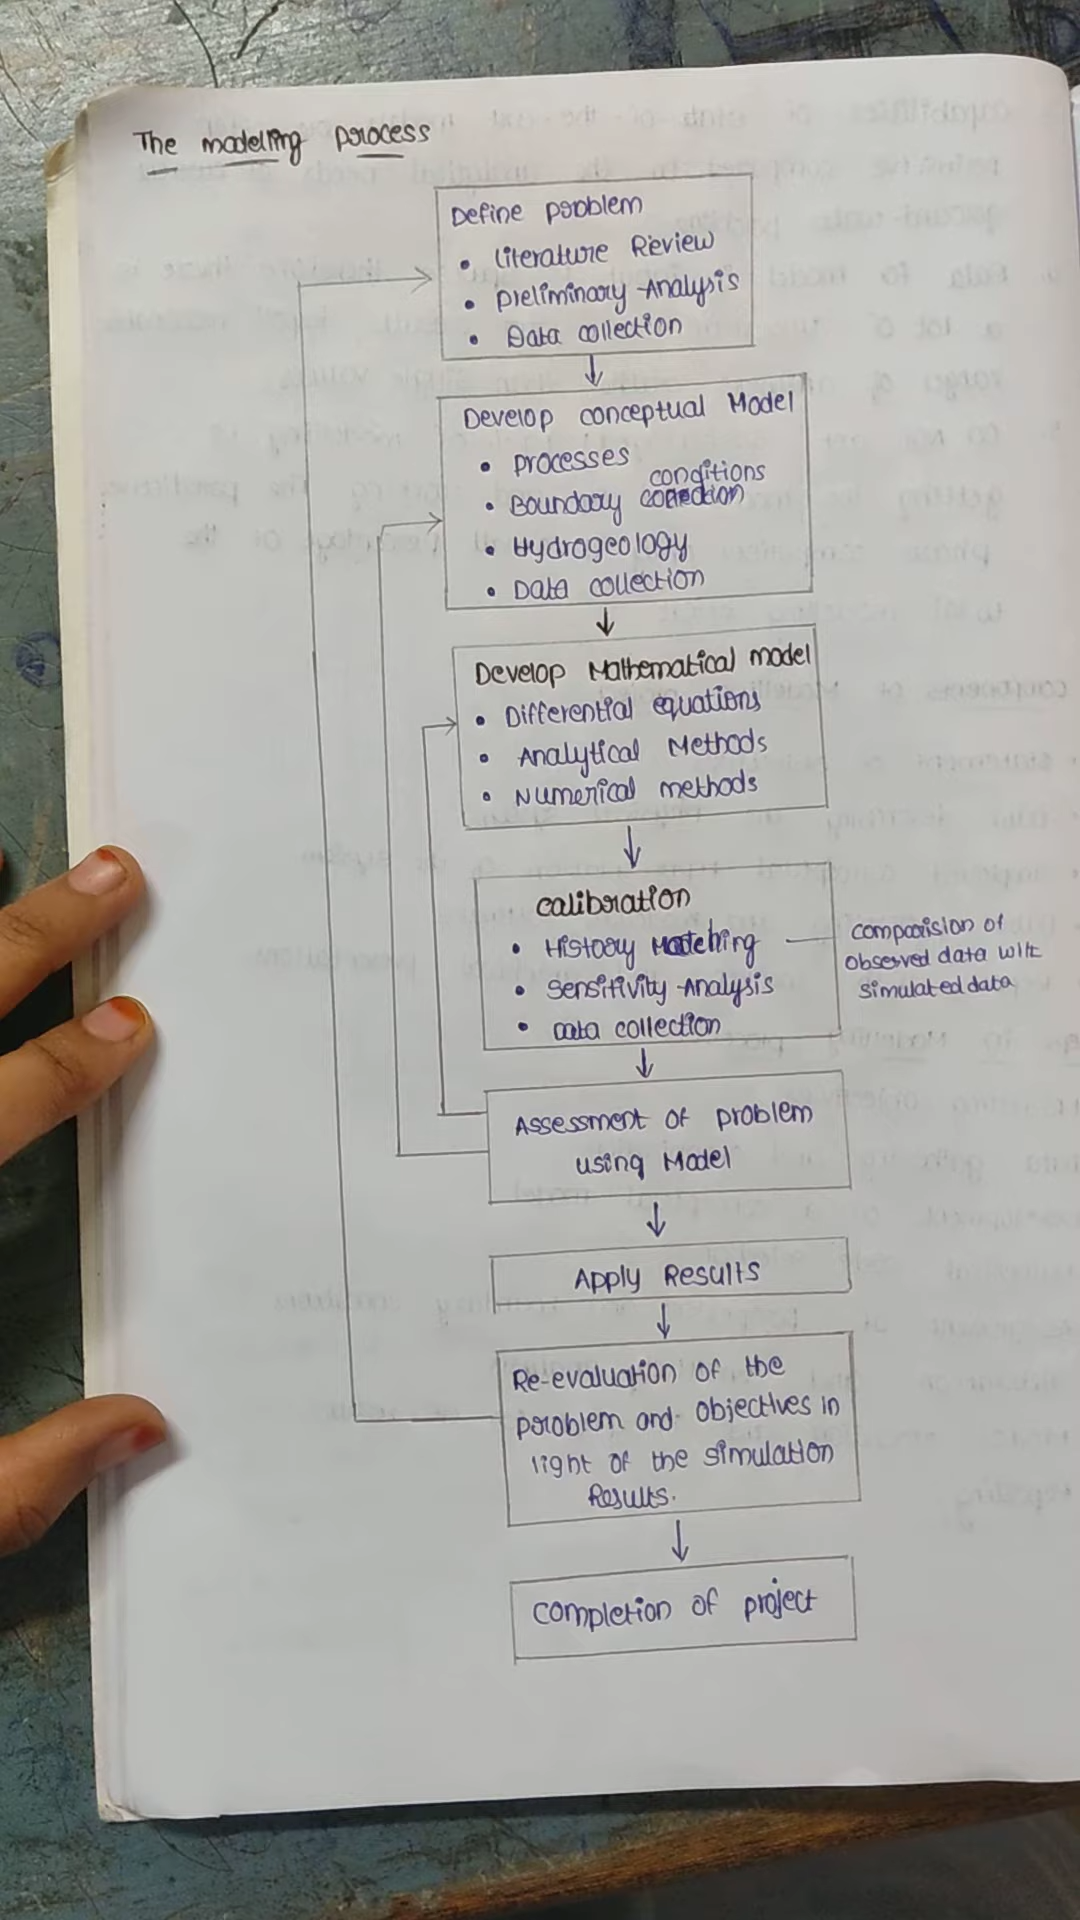 The modelling process
Define problem
• Literature Review
• preliminary Analysis
• Data collection
Develop conceptual Model
• processes
conditions
• Boundary
• Hydrogeology
• Data collection
Develop Mathematical model
• Differential equations
• Analytical Methods
• Numerical methods
calibration
• History Matching — comparision of
observed data with
simulated data
• Sensitivity Analysis
• Data collection
Assessment of problem
using Model
Apply Results
Re-evaluation of the
problem and objectives in
light of the simulation
Results.
completion of project